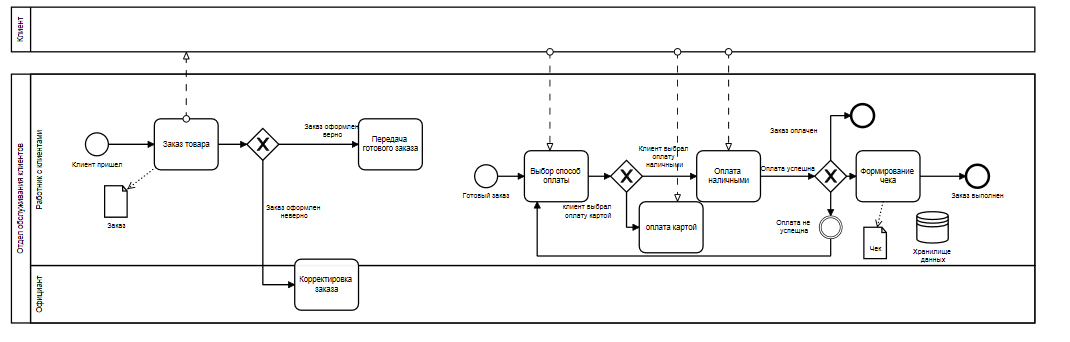 Клиент
Отдел обслуживания клиентов
Работник с клиентами
Официант
Клиент пришел
Заказ товара
Заказ
Заказ оформлен
верно
Передача
готового заказа
Заказ оформлен
неверно
Корректировка
заказа
Готовый заказ
Выбор способ
оплаты
Клиент выбрал
оплату
наличными
клиент выбрал
оплату картой
Оплата
наличными
оплата картой
Оплата успешна
Заказ оплачен
Оплата не
успешна
Формирование
чека
Чек
Хранилище
данных
Заказ выполнен